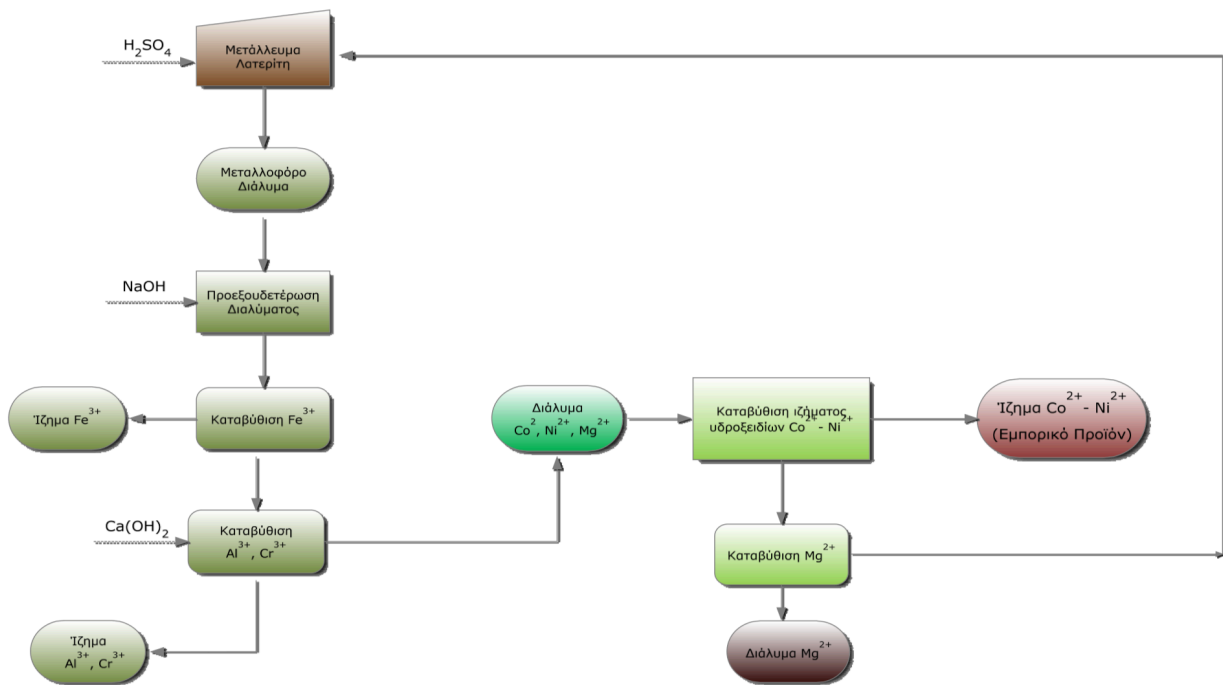 H₂SO₄
Μετάλλευμα
Λατερίτη
Μεταλλοφόρο
Διάλυμα
NaOH
Προεξουδετέρωση
Διαλύματος
Ίζημα Fe³⁺
Καταβύθιση Fe³⁺
Διάλυμα
Co², Ni²⁺, Mg²⁺
Καταβύθιση ιζήματος
υδροξειδίων Co²⁺ - Ni²⁺
Ίζημα Co²⁺ - Ni²⁺
(Εμπορικό Προϊόν)
Ca(OH)₂
Καταβύθιση
Al³⁺, Cr³⁺
Καταβύθιση Mg²⁺
Ίζημα
Al³⁺, Cr³⁺
Διάλυμα Mg²⁺